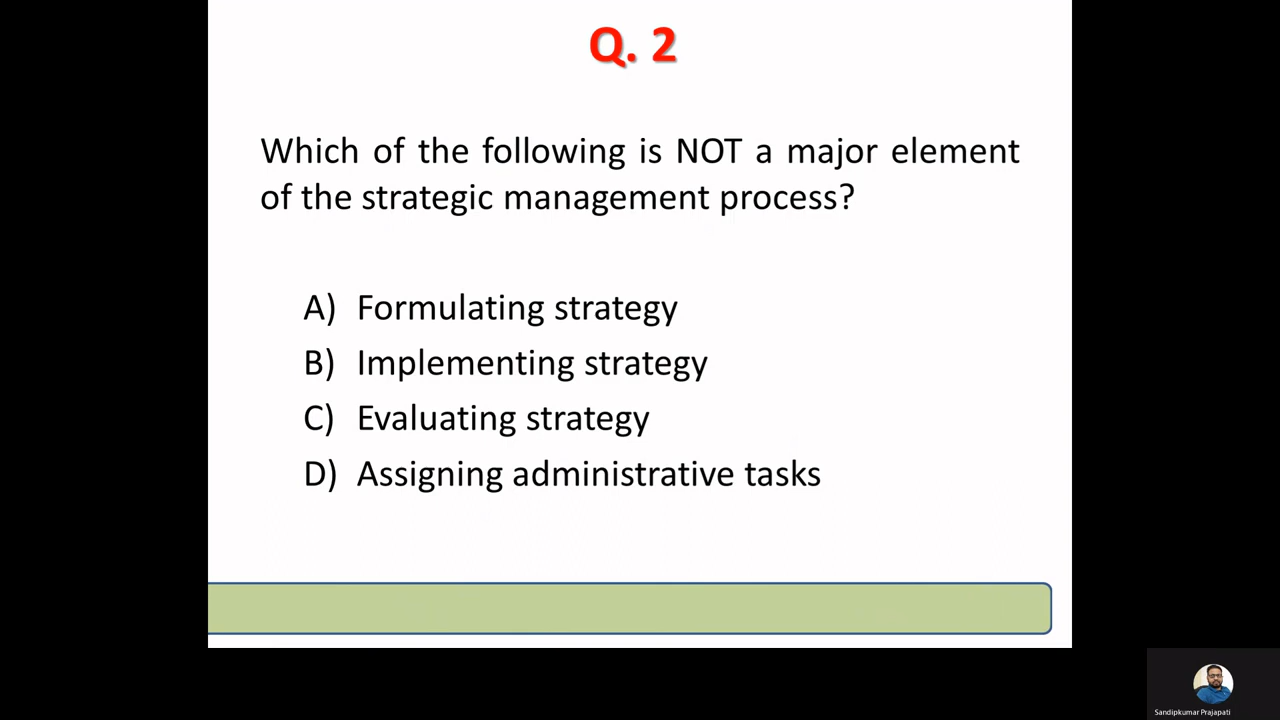 Q. 2
Which of the following is NOT a major element
of the strategic management process?
A) Formulating strategy
B) Implementing strategy
C) Evaluating strategy
D) Assigning administrative tasks
Sandipkumar Prajapati